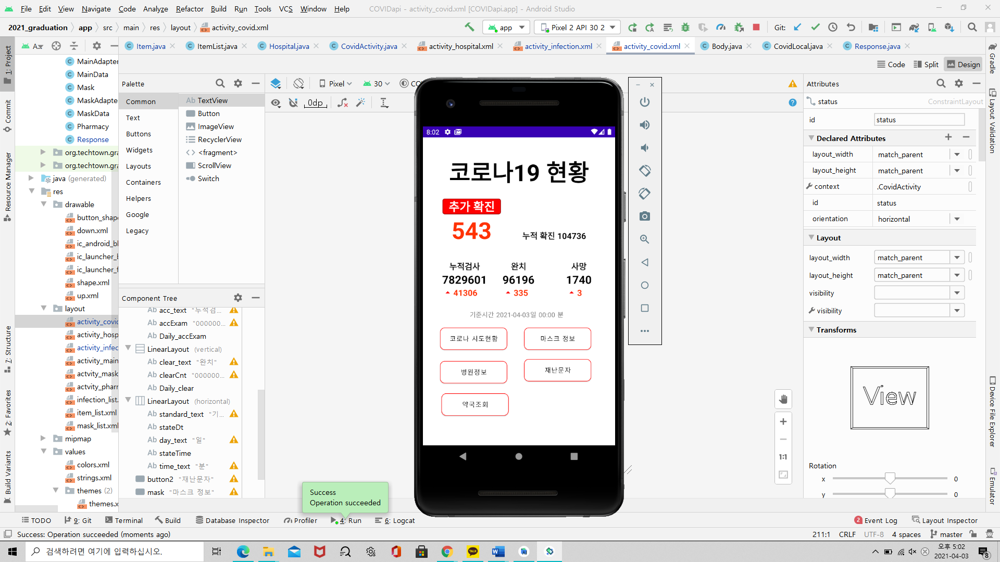 File Edit View Navigate Code Analyze Refactor Build Run Tools VCS Window Help COVIDapi - activity_covid.xml [COVIDapi.app] - Android Studio
2021_graduation app src main res layout activity_covid.xml app Pixel 2 API 30 2 Git:
A... Item.java ItemList.java Hospital.java CovidActivity.java activity_hospital.xml activity_infection.xml activity_covid.xml Body.java CovidLocal.java Response.java
Code Split Design
1: Project
Commit
Resource Manager
7: Structure
2: Favorites
Build Variants
MainAdapter
MainData
Mask
MaskAdapte
MaskData
Pharmacy
Response
org.techtown.gra
org.techtown.gra
java (generated)
res
drawable
button_shap
down.xml
ic_android_bl
ic_launcher_b
ic_launcher_f
shape.xml
up.xml
layout
activity_covid
activity_hosp
activity_infec
activity_main
actvity_mask
actvity_pharr
infection_list.
item_list.xml
mask_list.xml
mipmap
values
colors.xml
strings.xml
themes (2)
themes.x
Palette
Common
Text
Buttons
Widgets
Layouts
Containers
Helpers
Google
Legacy
Ab TextView
Button
ImageView
RecyclerView
<fragment>
ScrollView
Switch
Component Tree
Ab acc_text "누적검...
Ab accExam "000000...
Ab Daily_accExam
LinearLayout (vertical)
Ab clear_text "완치"
Ab clearCnt "000000...
Ab Daily_clear
LinearLayout (horizontal)
Ab standard_text "기...
Ab stateDt
Ab day_text "일"
Ab stateTime
Ab time_text "분"
button2 "재난문자"
mask "마스크 정보"
Pixel 30 CO
0dp
8:02
코로나19 현황
추가 확진
543
누적 확진 104736
누적검사 완치 사망
7829601 96196 1740
41306 335 3
기준시간 2021-04-03일 00:00 분
코로나 시도현황 마스크 정보
병원정보 재난문자
약국조회
1:1
Attributes
status ConstraintLayout
id status
Declared Attributes
layout_width match_parent
layout_height match_parent
context .CovidActivity
id status
orientation horizontal
Layout
layout_width match_parent
layout_height match_parent
visibility
visibility
Transforms
View
Rotation
x 0
y 0
Gradle
Layout Validation
Device File Explorer
Emulator
Success
Operation succeeded
TODO 9: Git Terminal Build Database Inspector Profiler 4: Run 6: Logcat 2 Event Log Layout Inspector
Success: Operation succeeded (moments ago) 211:1 CRLF UTF-8 4 spaces master
검색하려면 여기에 입력하십시오. TALK 오후 5:02
2021-04-03 8